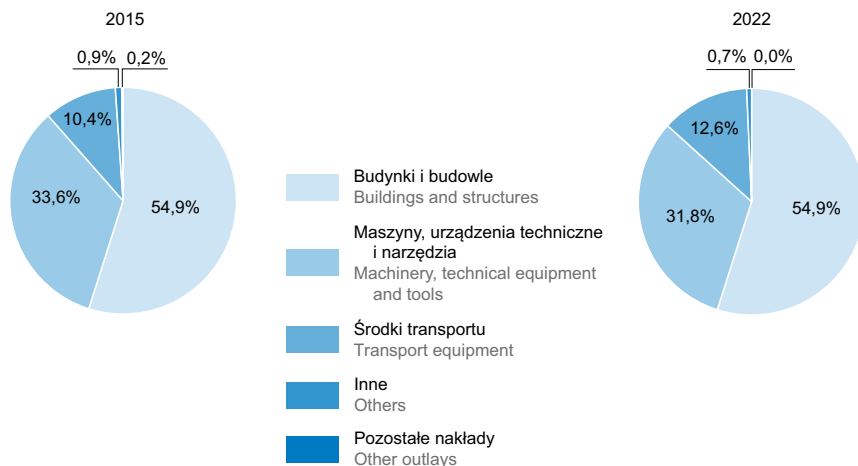 2015
0,9%
0,2%
10,4%
33,6%
54,9%
Budynki i budowle
Buildings and structures
Maszyny, urządzenia techniczne
i narzędzia
Machinery, technical equipment
and tools
Środki transportu
Transport equipment
Inne
Others
Pozostałe nakłady
Other outlays
2022
0,7%
0,0%
12,6%
31,8%
54,9%